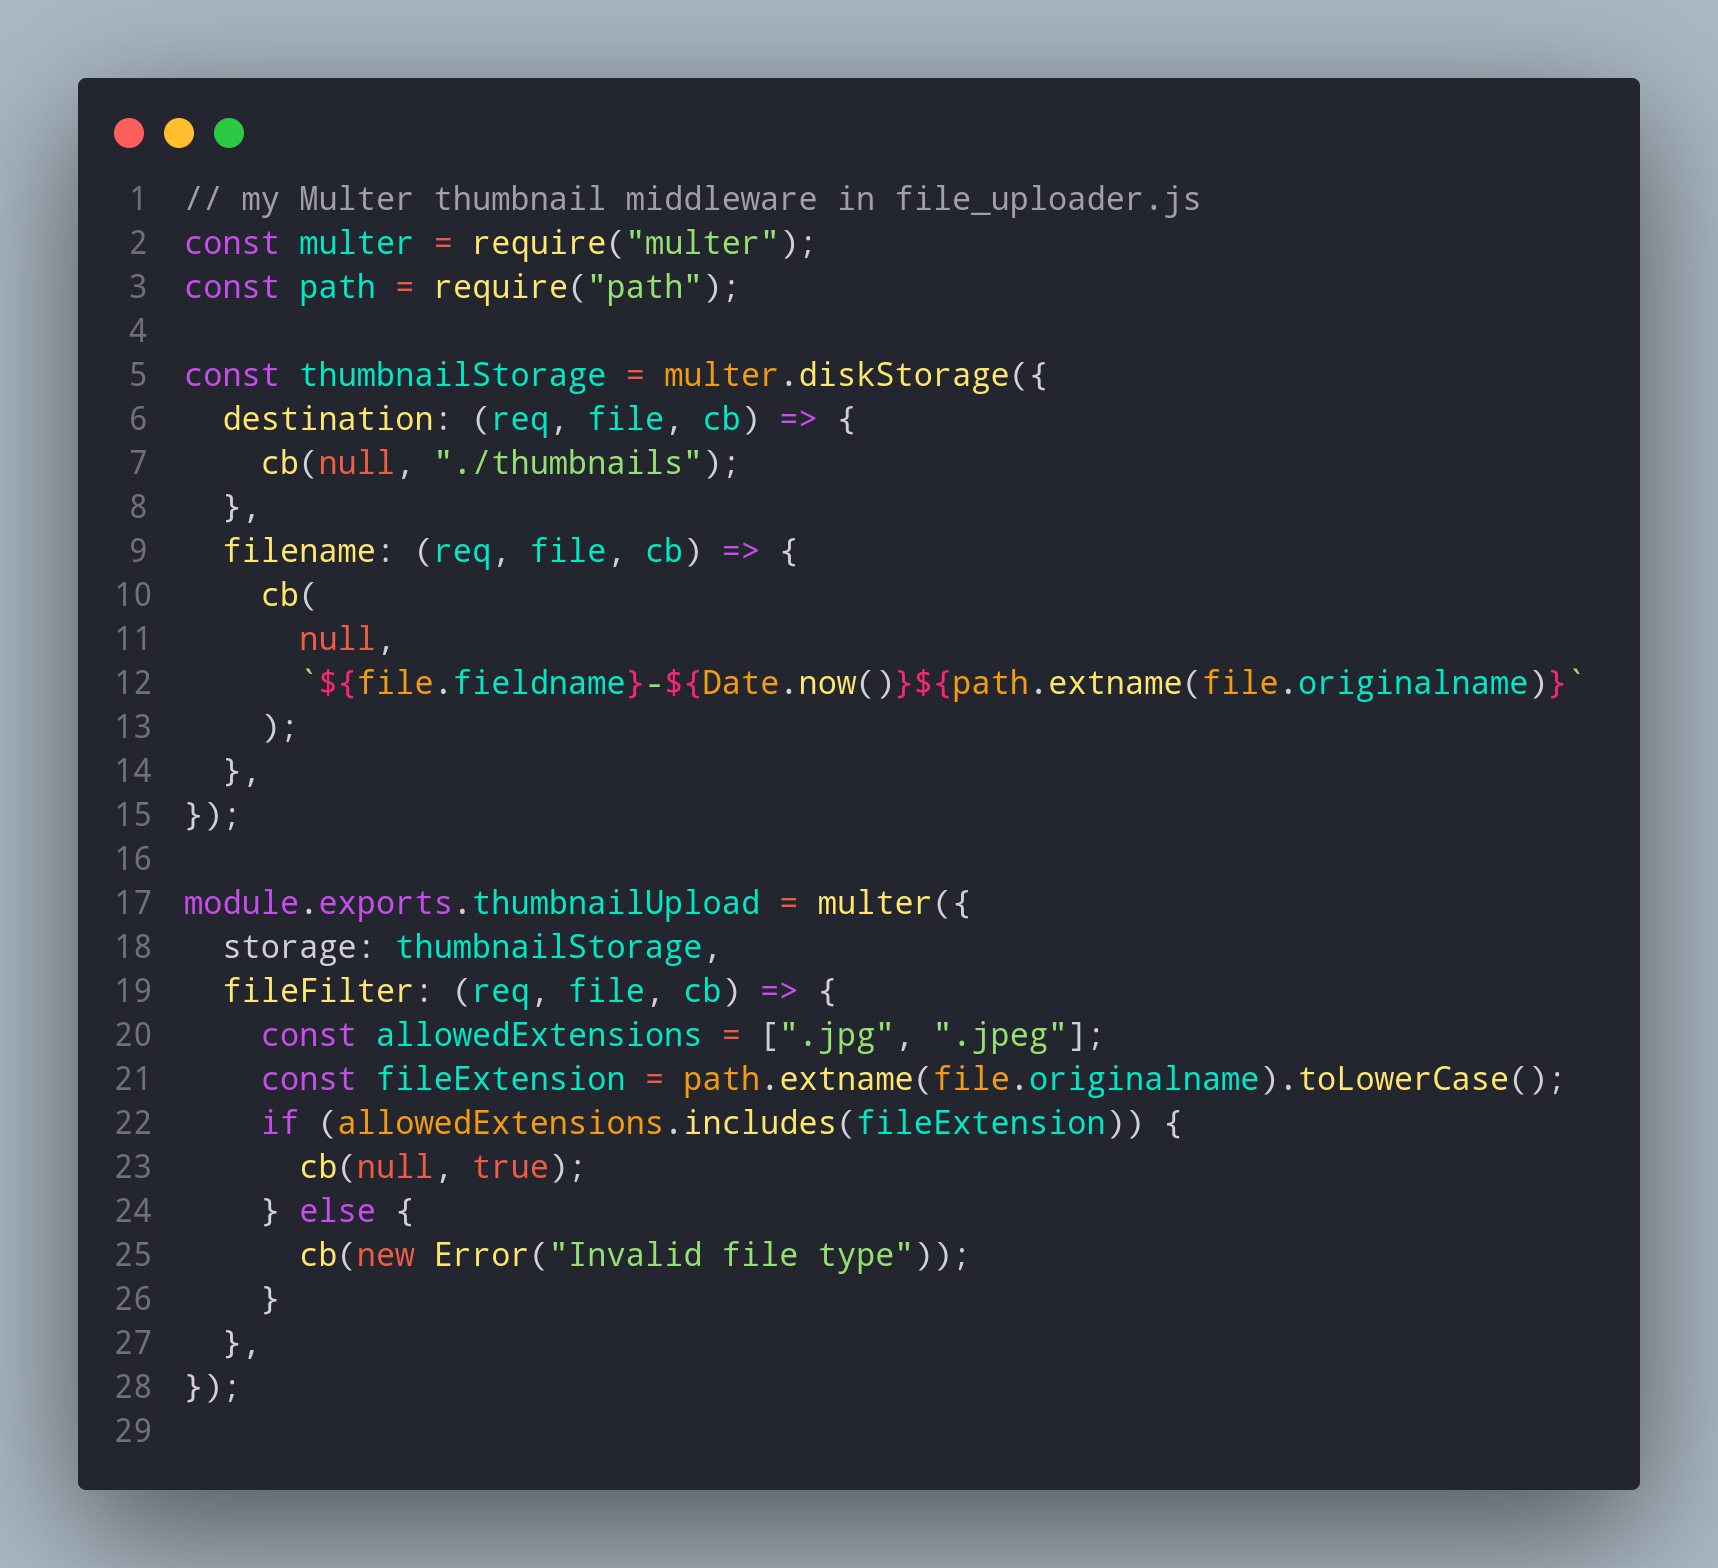 1 // my Multer thumbnail middleware in file_uploader.js
2 const multer = require("multer");
3 const path = require("path");
4
5 const thumbnailStorage = multer.diskStorage({
6   destination: (req, file, cb) => {
7     cb(null, "./thumbnails");
8   },
9   filename: (req, file, cb) => {
10     cb(
11       null,
12       `${file.fieldname}-${Date.now()}${path.extname(file.originalname)}`
13     );
14   },
15 });
16
17 module.exports.thumbnailUpload = multer({
18   storage: thumbnailStorage,
19   fileFilter: (req, file, cb) => {
20     const allowedExtensions = [".jpg", ".jpeg"];
21     const fileExtension = path.extname(file.originalname).toLowerCase();
22     if (allowedExtensions.includes(fileExtension)) {
23       cb(null, true);
24     } else {
25       cb(new Error("Invalid file type"));
26     }
27   },
28 });
29